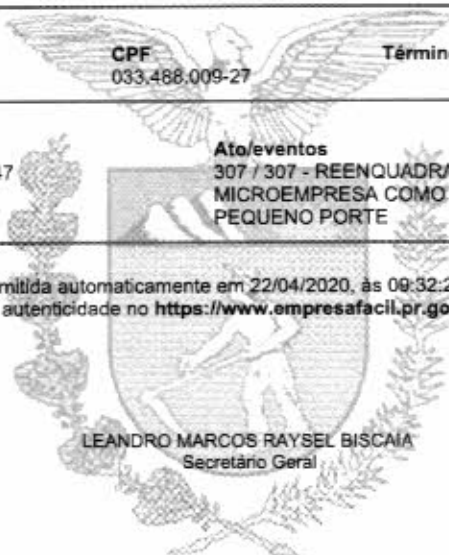 CPF Términ
033.488.009-27
Ato/eventos
47 307 / 307 - REENQUADRA
MICROEMPRESA COMO
PEQUENO PORTE
mitida automaticamente em 22/04/2020, às 09:32:2
autenticidade no https://www.empresafacil.pr.go
LEANDRO MARCOS RAYSEL BISCAIA
Secretário Geral